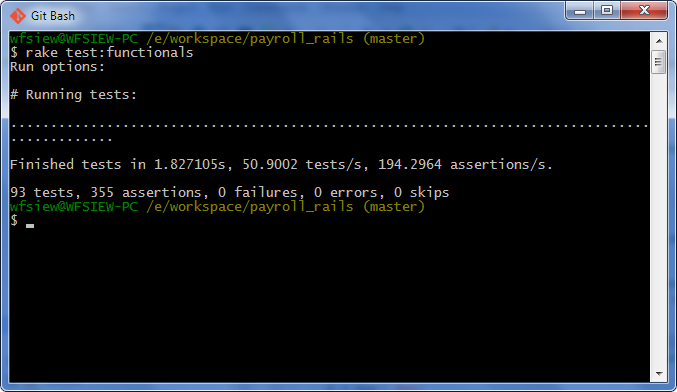 Git Bash
wfsiew@WFSIEW-PC /e/workspace/payroll_rails (master)
$ rake test:functionals
Run options:
# Running tests:
................................................................................
.............
Finished tests in 1.827105s, 50.9002 tests/s, 194.2964 assertions/s.
93 tests, 355 assertions, 0 failures, 0 errors, 0 skips
wfsiew@WFSIEW-PC /e/workspace/payroll_rails (master)
$